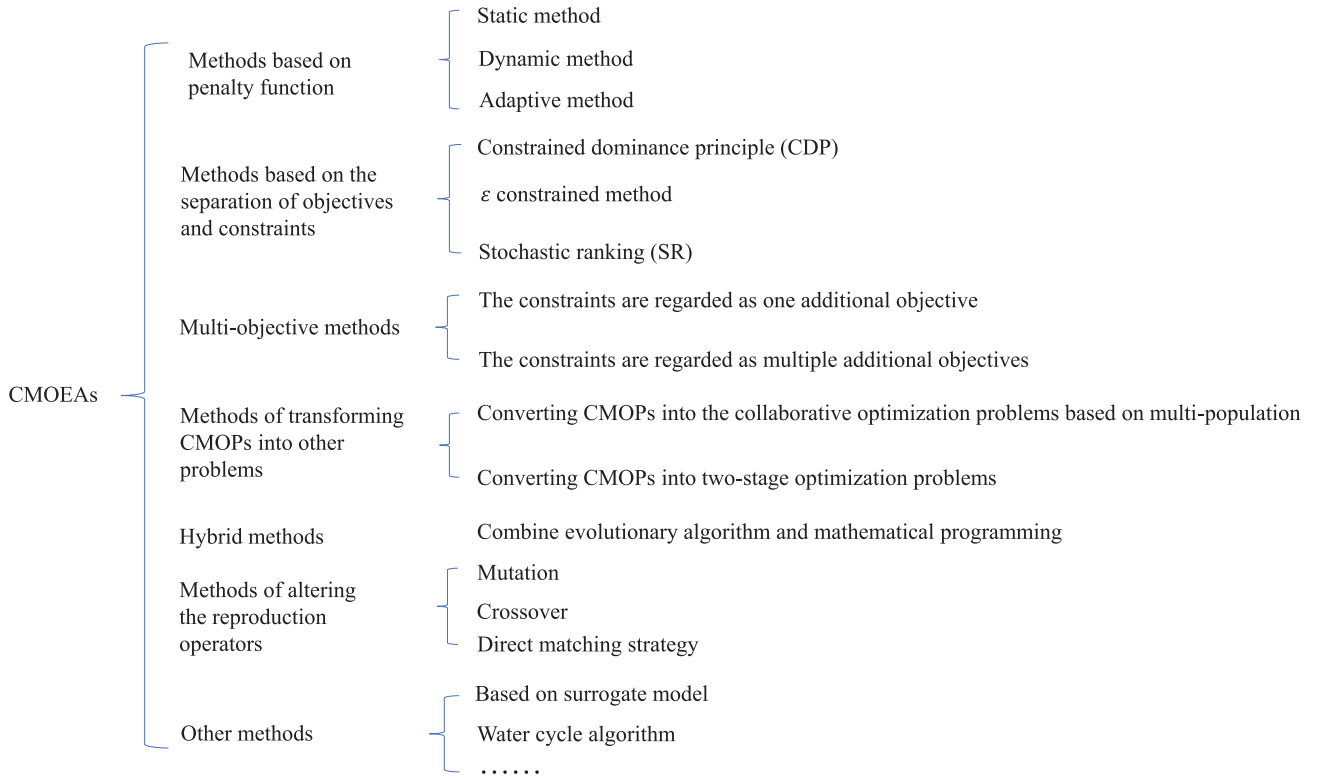 CMOEAs
Methods based on
penalty function
Static method
Dynamic method
Adaptive method
Methods based on the
separation of objectives
and constraints
Constrained dominance principle (CDP)
ε constrained method
Stochastic ranking (SR)
Multi-objective methods
The constraints are regarded as one additional objective
The constraints are regarded as multiple additional objectives
Methods of transforming
CMOPs into other
problems
Converting CMOPs into the collaborative optimization problems based on multi-population
Converting CMOPs into two-stage optimization problems
Hybrid methods
Combine evolutionary algorithm and mathematical programming
Methods of altering
the reproduction
operators
Mutation
Crossover
Direct matching strategy
Other methods
Based on surrogate model
Water cycle algorithm
······